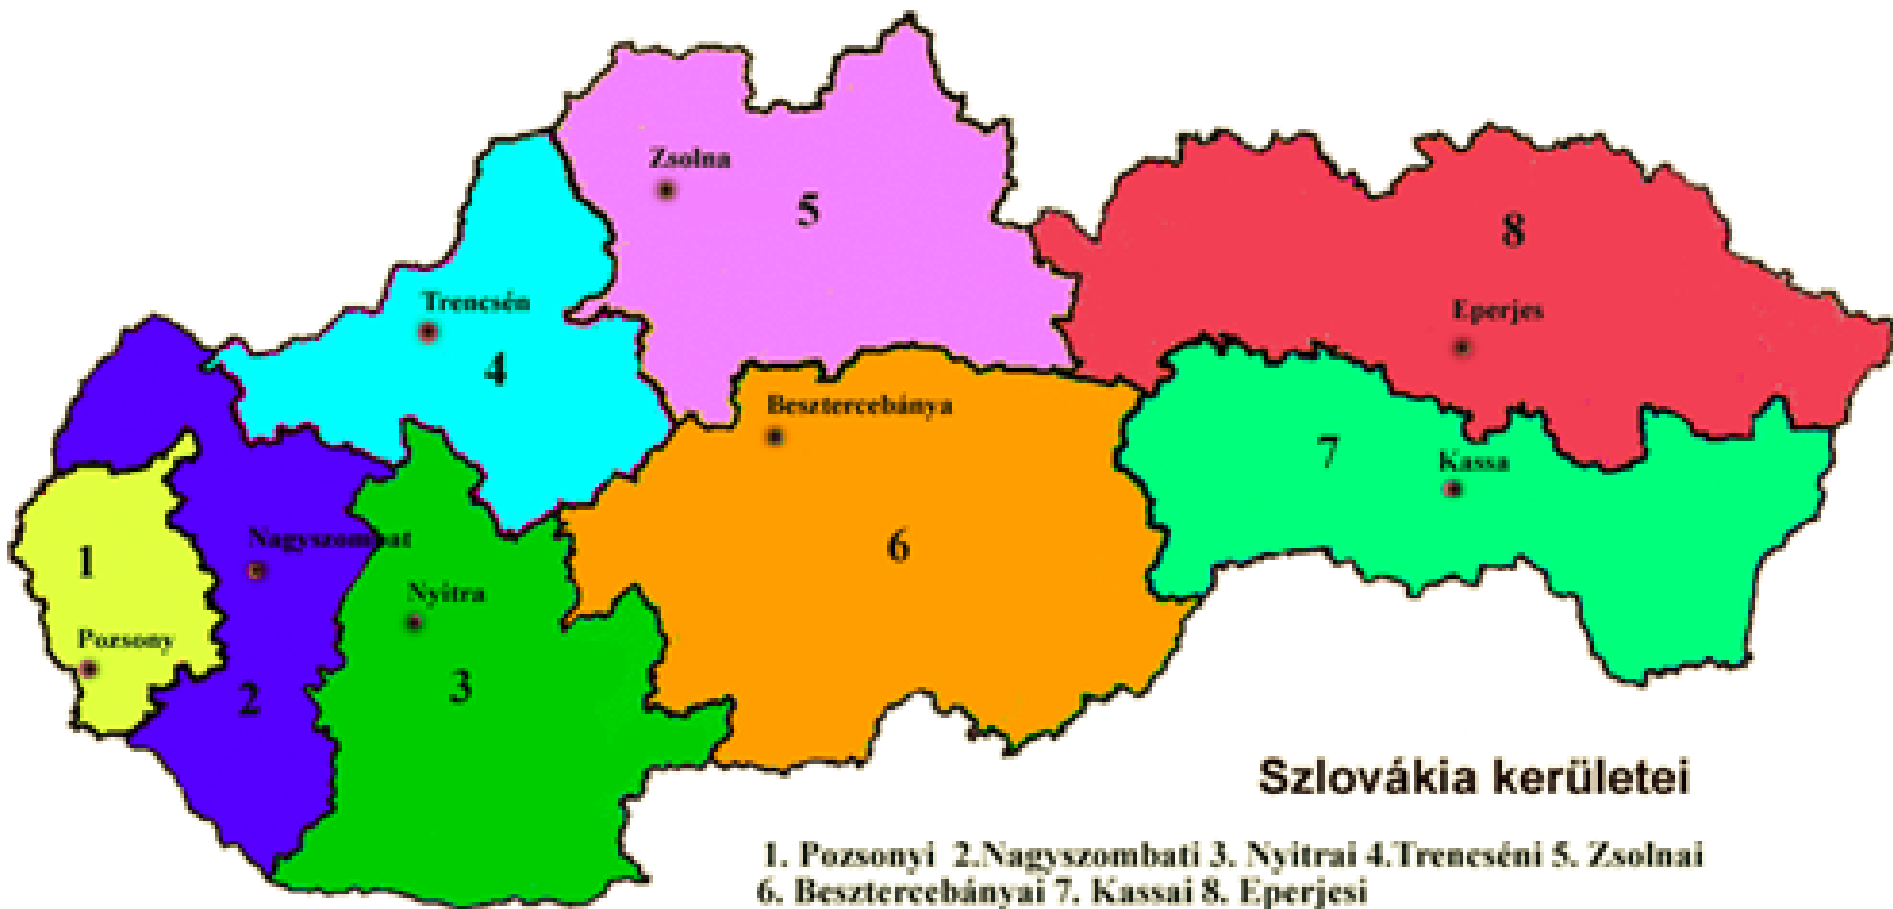 Zsolna
5
8
Trencsén
Eperjes
4
Besztercebánya
7
Kassa
6
1
Nagyszombat
Nyitra
Pozsony
2
3
Szlovákia kerületei
1. Pozsonyi 2.Nagyszombati 3. Nyitrai 4.Trencséni 5. Zsolnai
6. Besztercebányai 7. Kassai 8. Eperjesi